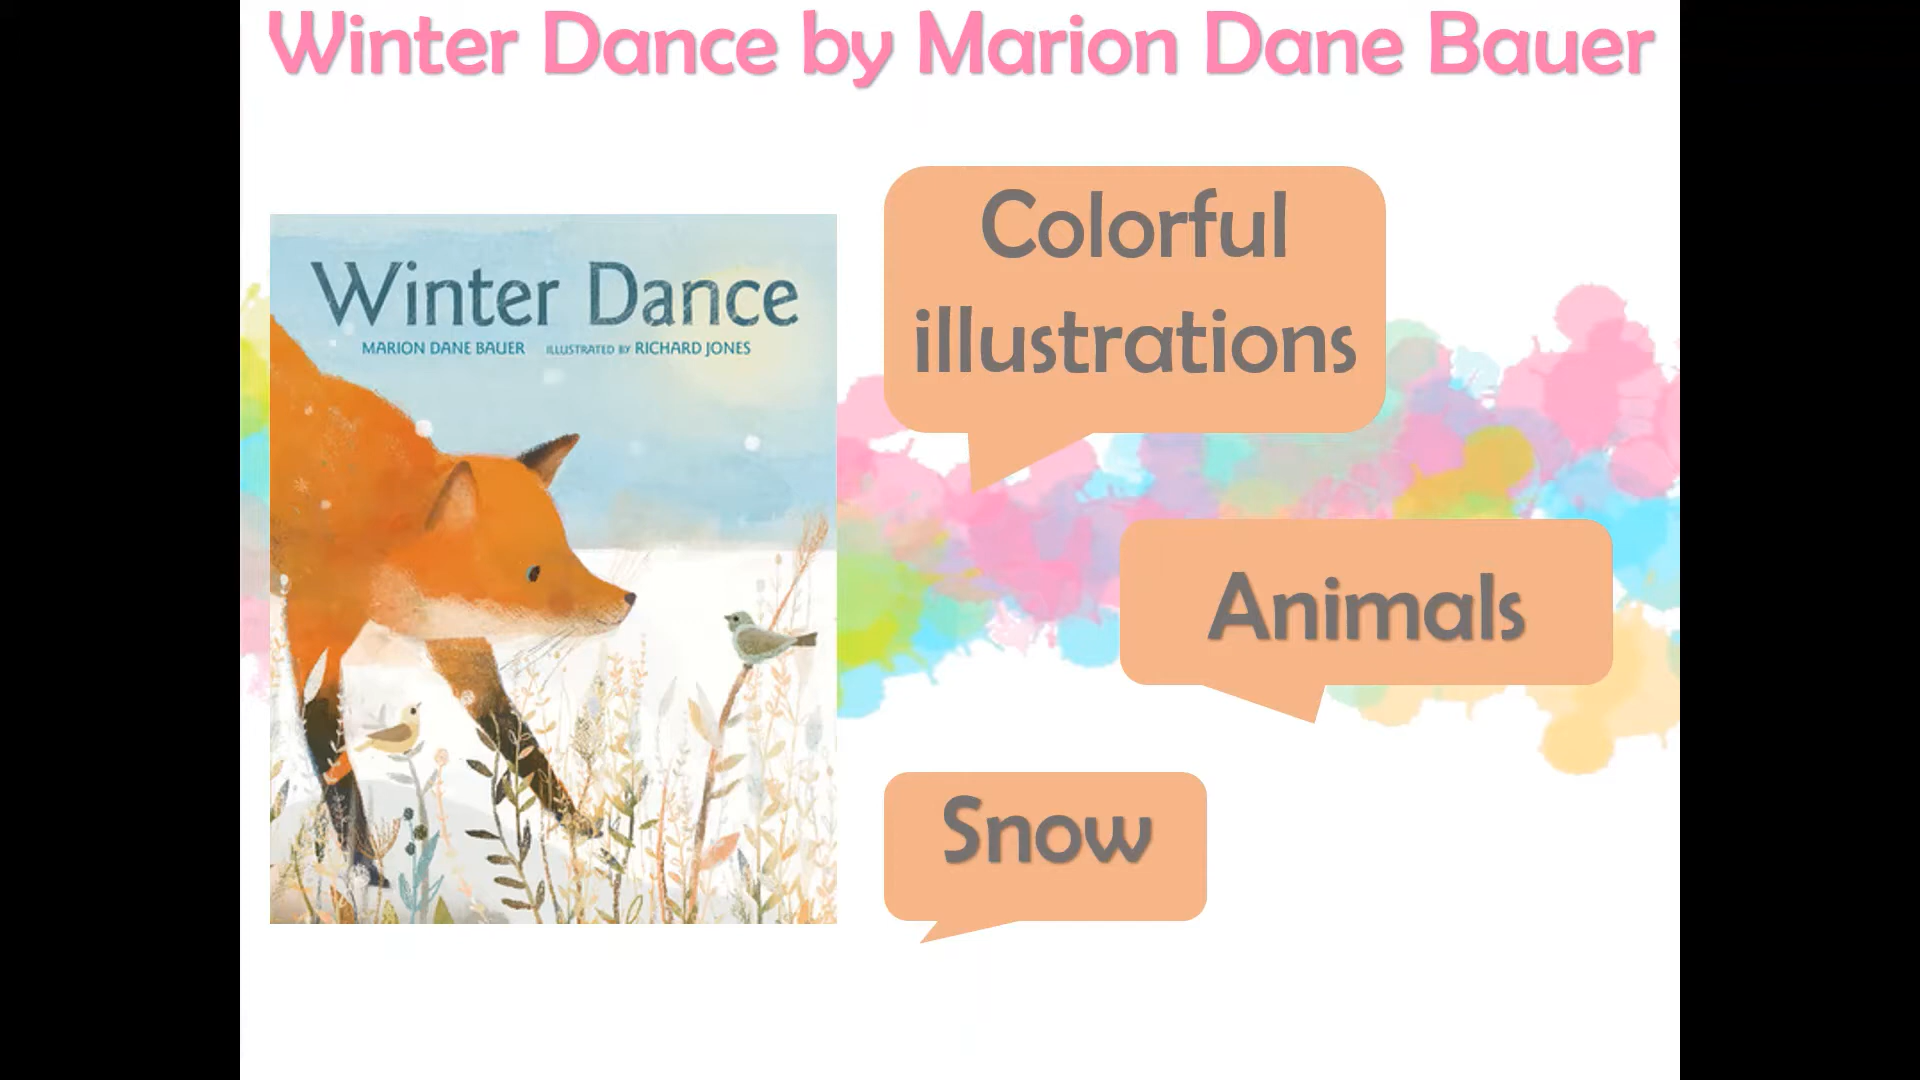 Winter Dance by Marion Dane Bauer
Winter Dance
MARION DANE BAUER ILLUSTRATED BY RICHARD JONES
Colorful
illustrations
Animals
Snow